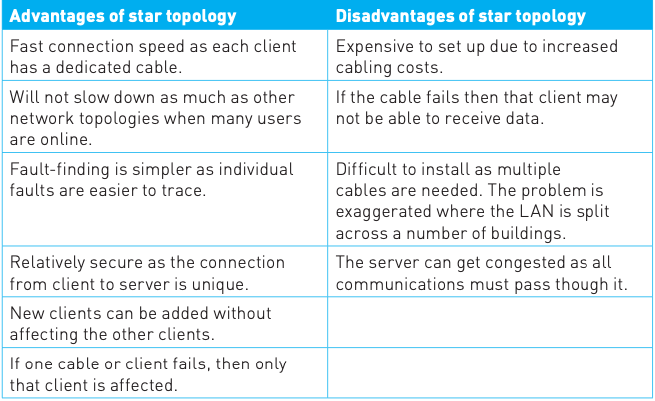 Advantages of star topology
Disadvantages of star topology
Fast connection speed as each client
has a dedicated cable.
Expensive to set up due to increased
cabling costs.
Will not slow down as much as other
network topologies when many users
are online.
If the cable fails then that client may
not be able to receive data.
Fault-finding is simpler as individual
faults are easier to trace.
Difficult to install as multiple
cables are needed. The problem is
exaggerated where the LAN is split
across a number of buildings.
Relatively secure as the connection
from client to server is unique.
The server can get congested as all
communications must pass though it.
New clients can be added without
affecting the other clients.
If one cable or client fails, then only
that client is affected.